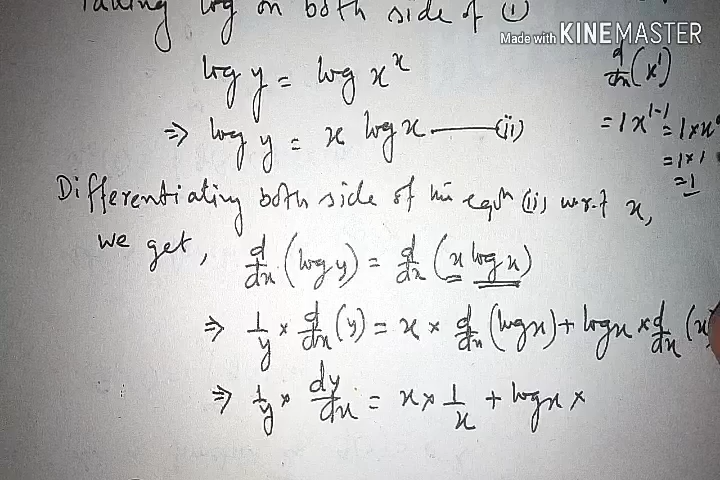 Taking log on both side of ①
Made with KINEMASTER
log y = log x^x
d/dx (x^1)
⇒ log y = x log x ——— (ii)
= 1x^(1-1) = 1 × x^0
= 1×1
= 1
Differentiating both side of the eqn (ii) w.r.t x,
we get, d/dx (log y) = d/dx (x log x)
⇒ 1/y × d/dx (y) = x × d/dx (log x) + log x × d/dx (x)
⇒ 1/y × dy/dx = x × 1/x + log x ×